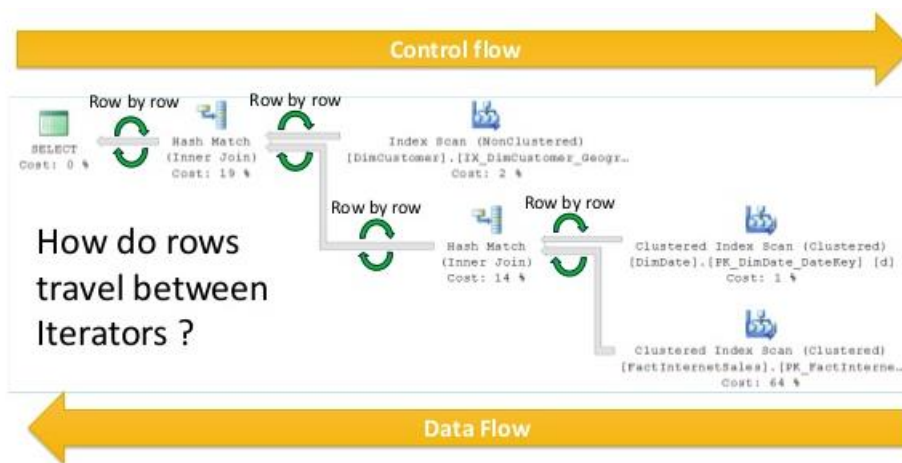 Control flow
Row by row
Row by row
SELECT
Cost: 0 %
Hash Match
(Inner Join)
Cost: 19 %
Index Scan (NonClustered)
[DimCustomer].[IX_DimCustomer_Geogr…
Cost: 2 %
Row by row
Row by row
Hash Match
(Inner Join)
Cost: 14 %
Clustered Index Scan (Clustered)
[DimDate].[PK_DimDate_DateKey] [d]
Cost: 1 %
How do rows
travel between
Iterators ?
Clustered Index Scan (Clustered)
[FactInternetSales].[PK_FactInterne…
Cost: 64 %
Data Flow